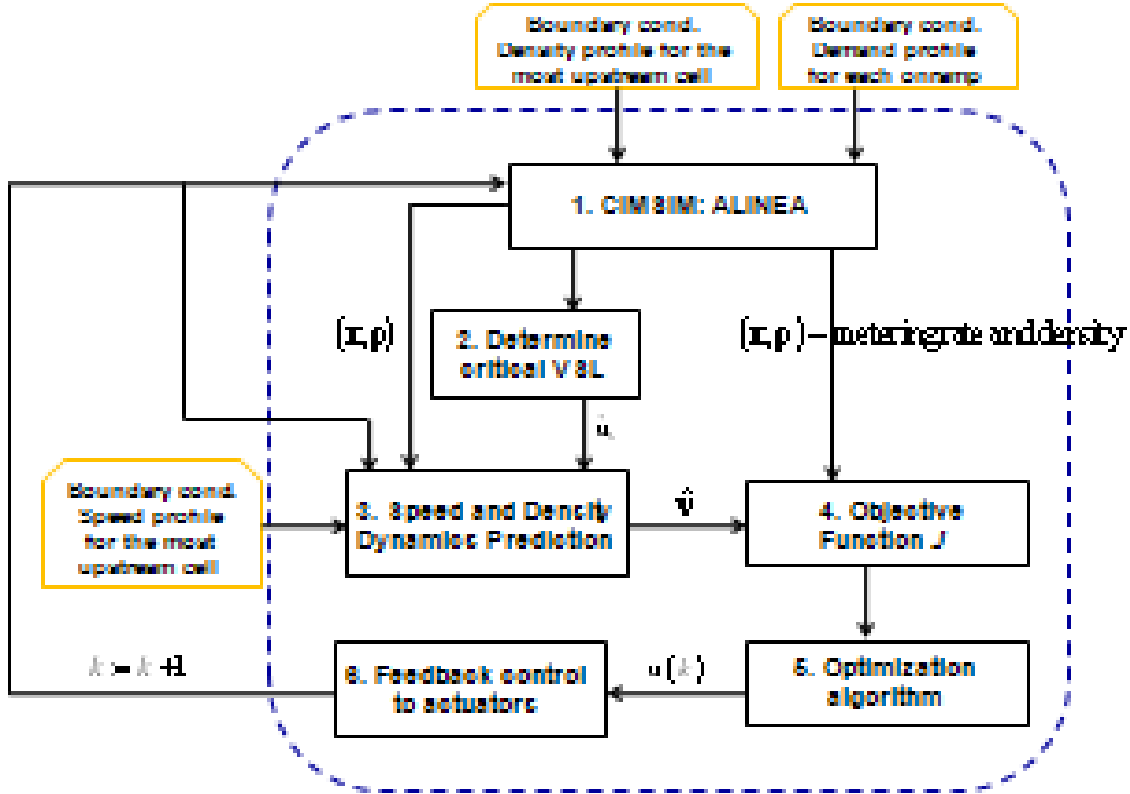 Boundary cond.
Density profile for the
most upstream cell
Boundary cond.
Demand profile
for each onramp
1. CIMSIM: ALINEA
2. Determine
critical VSL
metering rate and density
Boundary cond.
Speed profile
for the most
upstream cell
3. Speed and Density
Dynamics Prediction
4. Objective
Function J
k := k +1
6. Feedback control
to actuators
u(k)
5. Optimization
algorithm